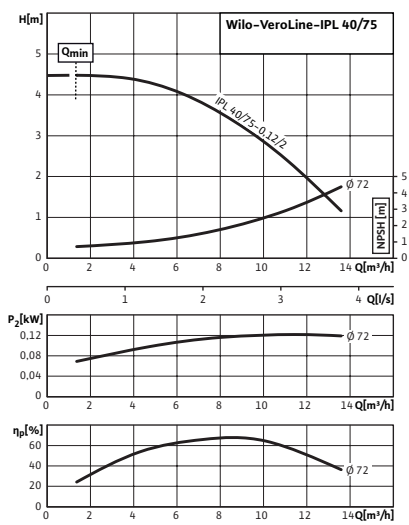 H[m]
Wilo-VeroLine-IPL 40/75
Qmin
5
4
3
2
1
0
IPL 40/75-0.12/2
Ø 72
5
4
3
2
1
0
NPSH [m]
0 2 4 6 8 10 12 14 Q[m³/h]
0 1 2 3 4 Q[l/s]
P2[kW]
0,12
0,08
0,04
0
Ø 72
0 2 4 6 8 10 12 14 Q[m³/h]
ηp[%]
60
40
20
0
Ø 72
0 2 4 6 8 10 12 14 Q[m³/h]